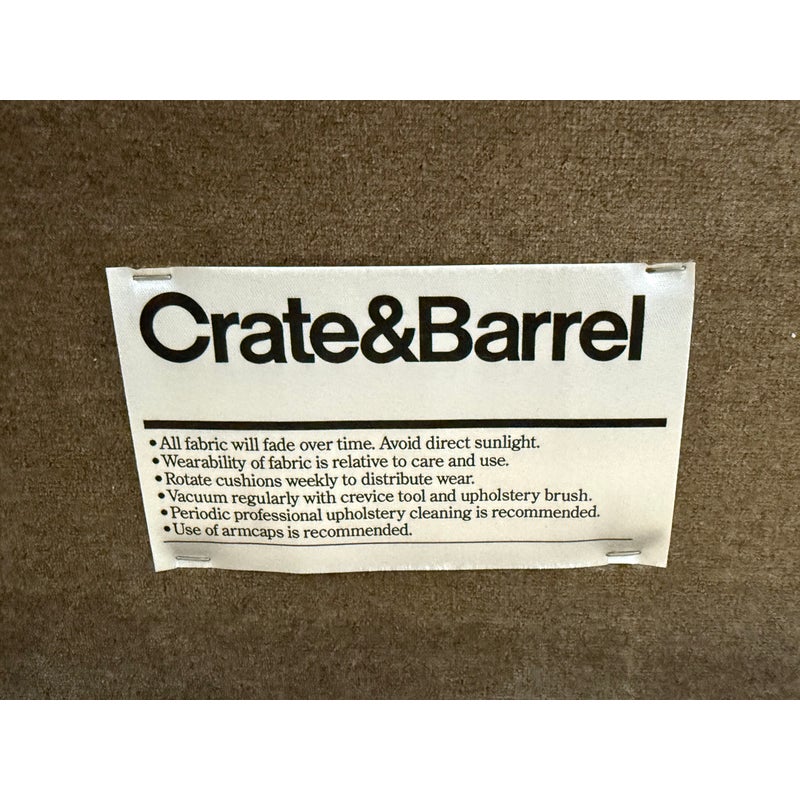 Crate&Barrel
• All fabric will fade over time. Avoid direct sunlight.
• Wearability of fabric is relative to care and use.
• Rotate cushions weekly to distribute wear.
• Vacuum regularly with crevice tool and upholstery brush.
• Periodic professional upholstery cleaning is recommended.
• Use of armcaps is recommended.